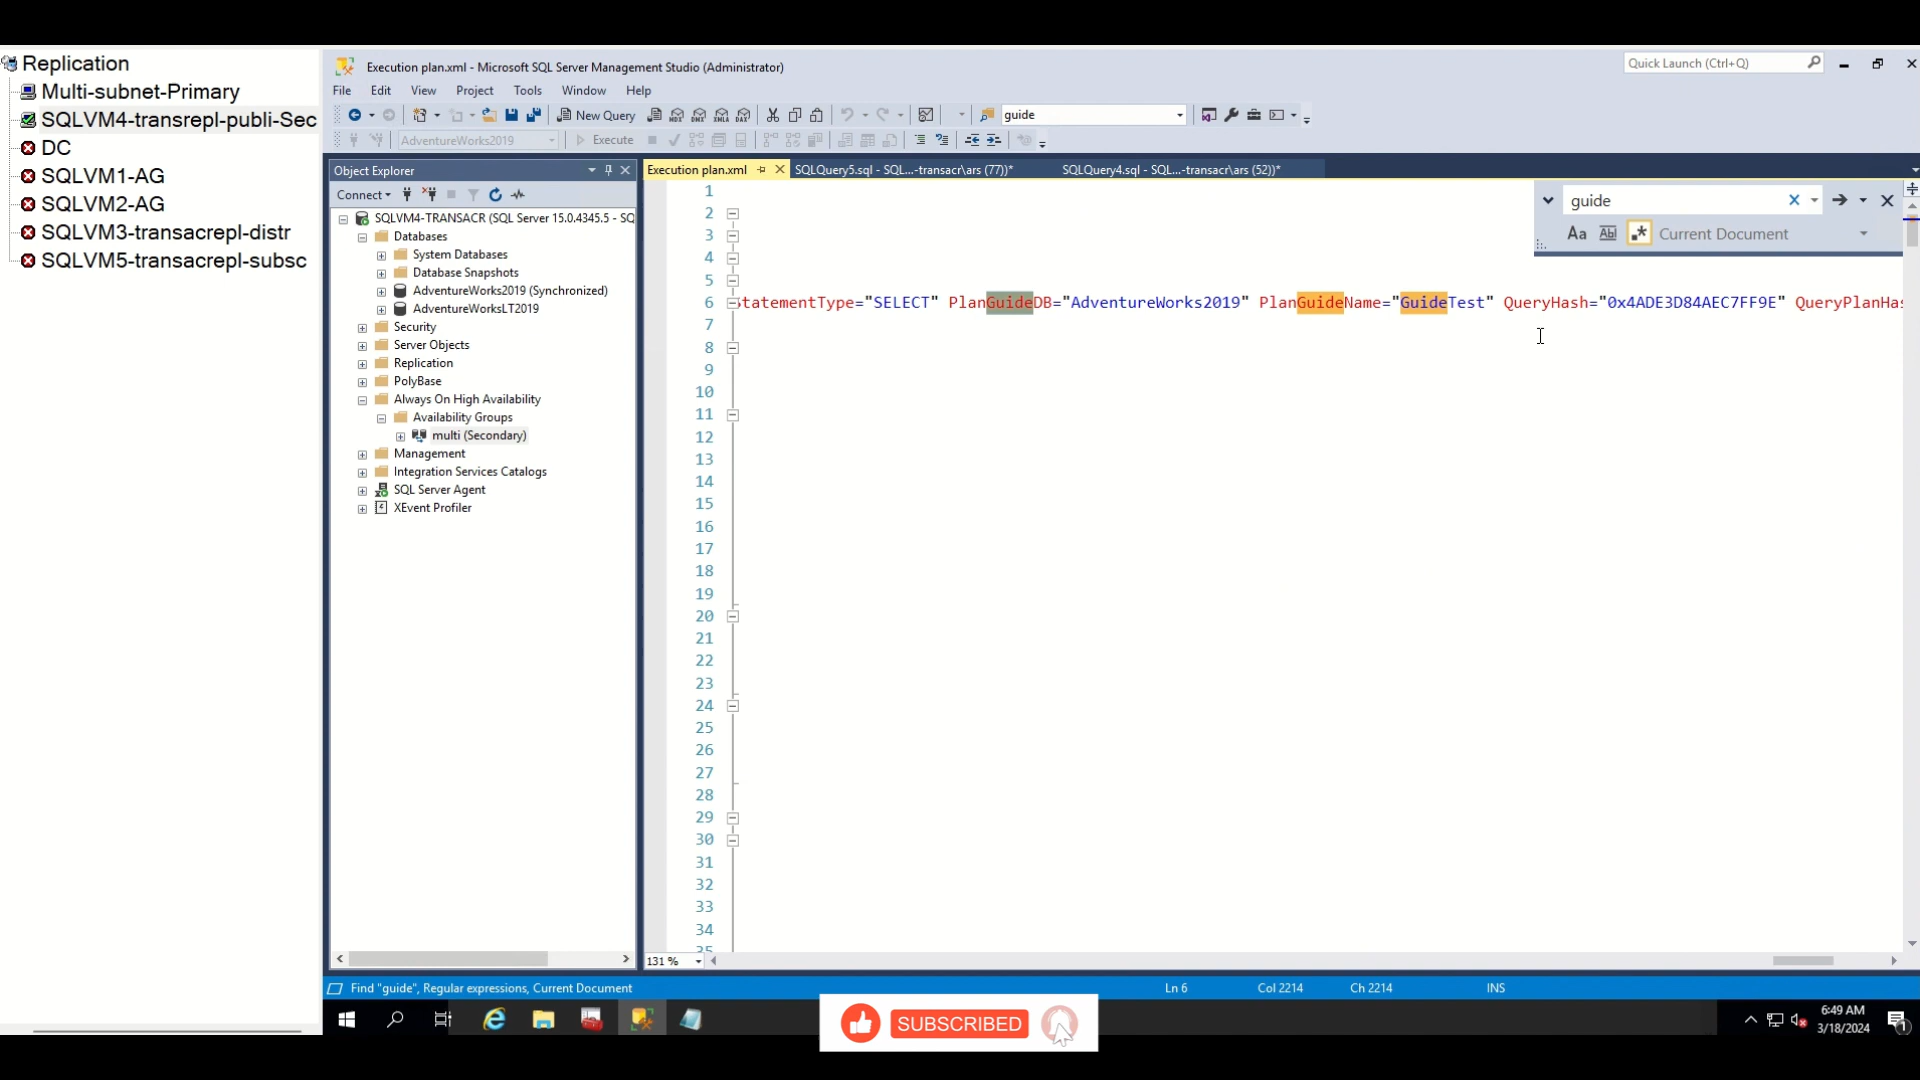 Replication
Multi-subnet-Primary
SQLVM4-transrepl-publi-Sec
DC
SQLVM1-AG
SQLVM2-AG
SQLVM3-transacrepl-distr
SQLVM5-transacrepl-subsc
Execution plan.xml - Microsoft SQL Server Management Studio (Administrator)
Quick Launch (Ctrl+Q)
File Edit View Project Tools Window Help
New Query
guide
AdventureWorks2019
Execute
Object Explorer
Connect
SQLVM4-TRANSACR (SQL Server 15.0.4345.5 - SQ
Databases
System Databases
Database Snapshots
AdventureWorks2019 (Synchronized)
AdventureWorksLT2019
Security
Server Objects
Replication
PolyBase
Always On High Availability
Availability Groups
multi (Secondary)
Management
Integration Services Catalogs
SQL Server Agent
XEvent Profiler
Execution plan.xml
SQLQuery5.sql - SQL...-transacr\ars (77))*
SQLQuery4.sql - SQL...-transacr\ars (52))*
guide
Aa Ab Current Document
1
2
3
4
5
6 tatementType="SELECT" PlanGuideDB="AdventureWorks2019" PlanGuideName="GuideTest" QueryHash="0x4ADE3D84AEC7FF9E" QueryPlanHas
7
8
9
10
11
12
13
14
15
16
17
18
19
20
21
22
23
24
25
26
27
28
29
30
31
32
33
34
35
131 %
Find "guide", Regular expressions, Current Document
Ln 6
Col 2214
Ch 2214
INS
SUBSCRIBED
6:49 AM
3/18/2024
1